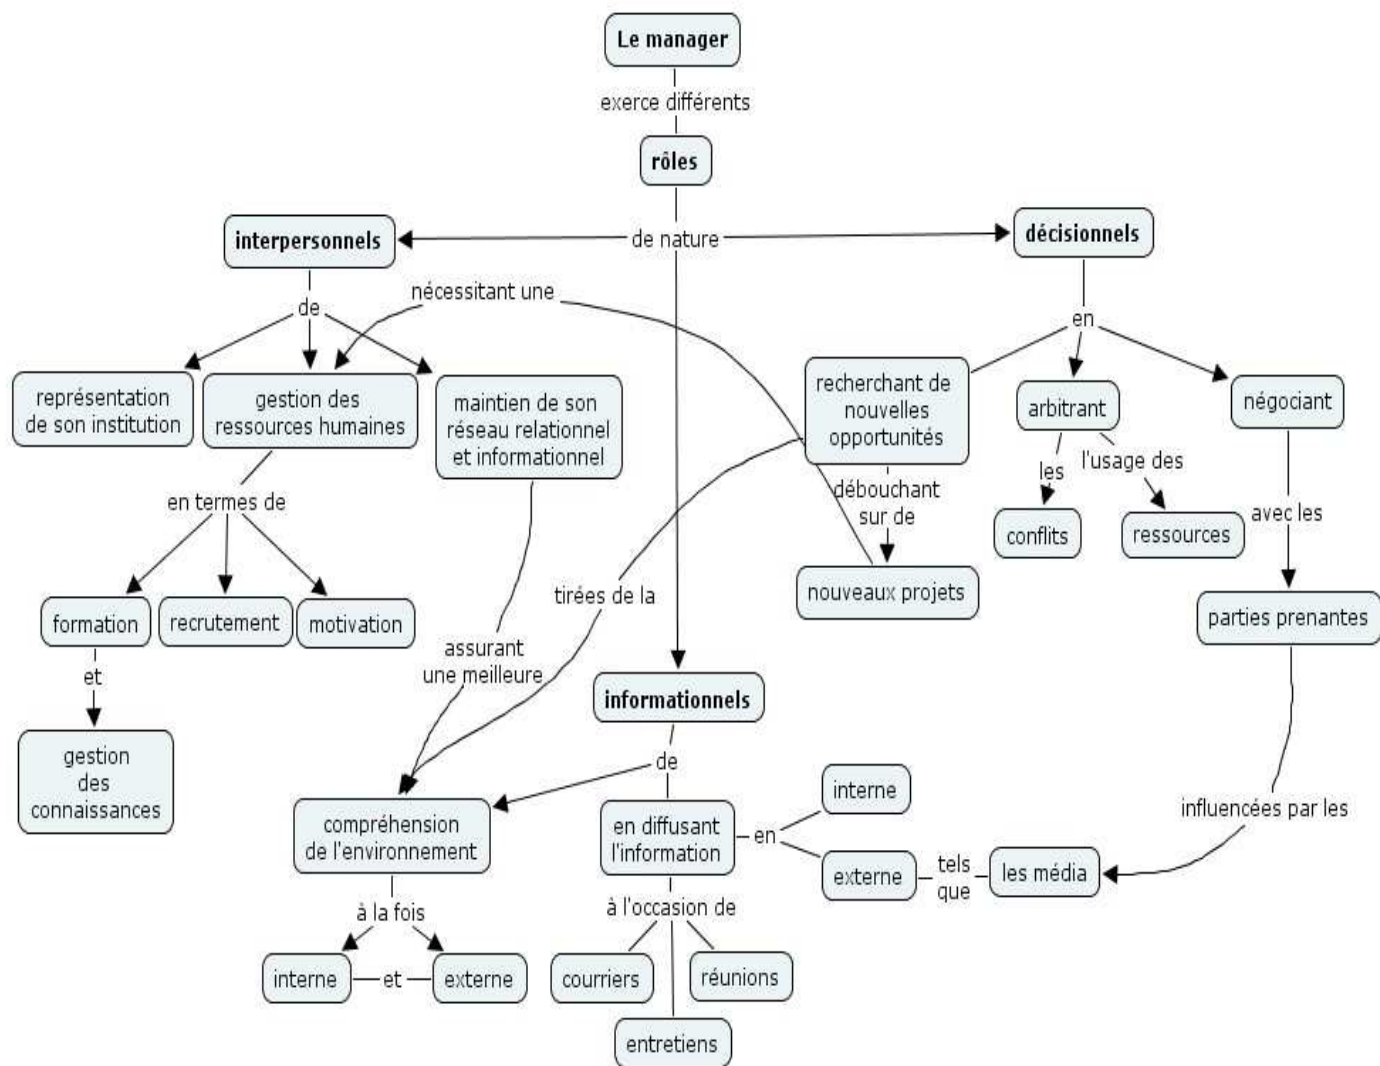 Le manager
exerce différents
rôles
interpersonnels
de nature
décisionnels
de
nécessitant une
en
représentation
de son institution
gestion des
ressources humaines
maintien de son
réseau relationnel
et informationnel
recherchant de
nouvelles
opportunités
arbitrant
négociant
en termes de
débouchant
sur de
les
l'usage des
avec les
conflits
ressources
formation
recrutement
motivation
tirées de la
nouveaux projets
parties prenantes
et
assurant
une meilleure
informationnels
gestion
des
connaissances
de
compréhension
de l'environnement
en diffusant
l'information
en
interne
externe
tels
que
les média
influencées par les
à la fois
à l'occasion de
interne
et
externe
courriers
réunions
entretiens